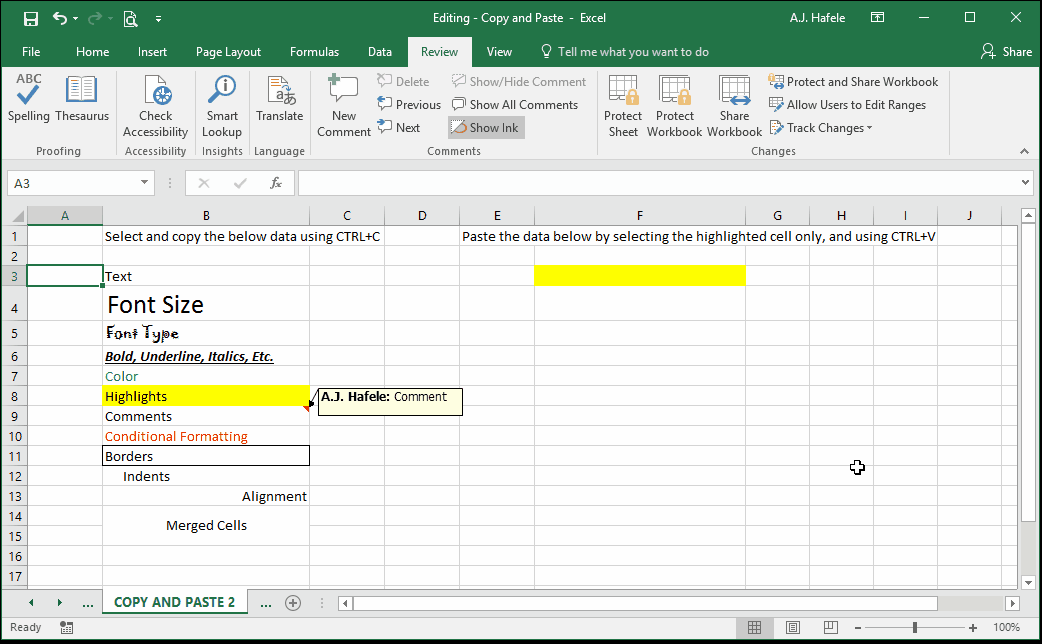 Editing - Copy and Paste - Excel
A.J. Hafele
File Home Insert Page Layout Formulas Data Review View Tell me what you want to do Share
ABC
Spelling Thesaurus
Check Accessibility
Smart Lookup
Translate
New Comment
Delete
Previous
Next
Show/Hide Comment
Show All Comments
Show Ink
Protect Sheet
Protect Workbook
Share Workbook
Protect and Share Workbook
Allow Users to Edit Ranges
Track Changes
Proofing Accessibility Insights Language Comments Changes
A3 fx
A B C D E F G H I J
1 Select and copy the below data using CTRL+C Paste the data below by selecting the highlighted cell only, and using CTRL+V
2
3 Text
4 Font Size
5 Font Type
6 Bold, Underline, Italics, Etc.
7 Color
8 Highlights A.J. Hafele: Comment
9 Comments
10 Conditional Formatting
11 Borders
12 Indents
13 Alignment
14
Merged Cells
15
16
17
... COPY AND PASTE 2 ...
Ready 100%